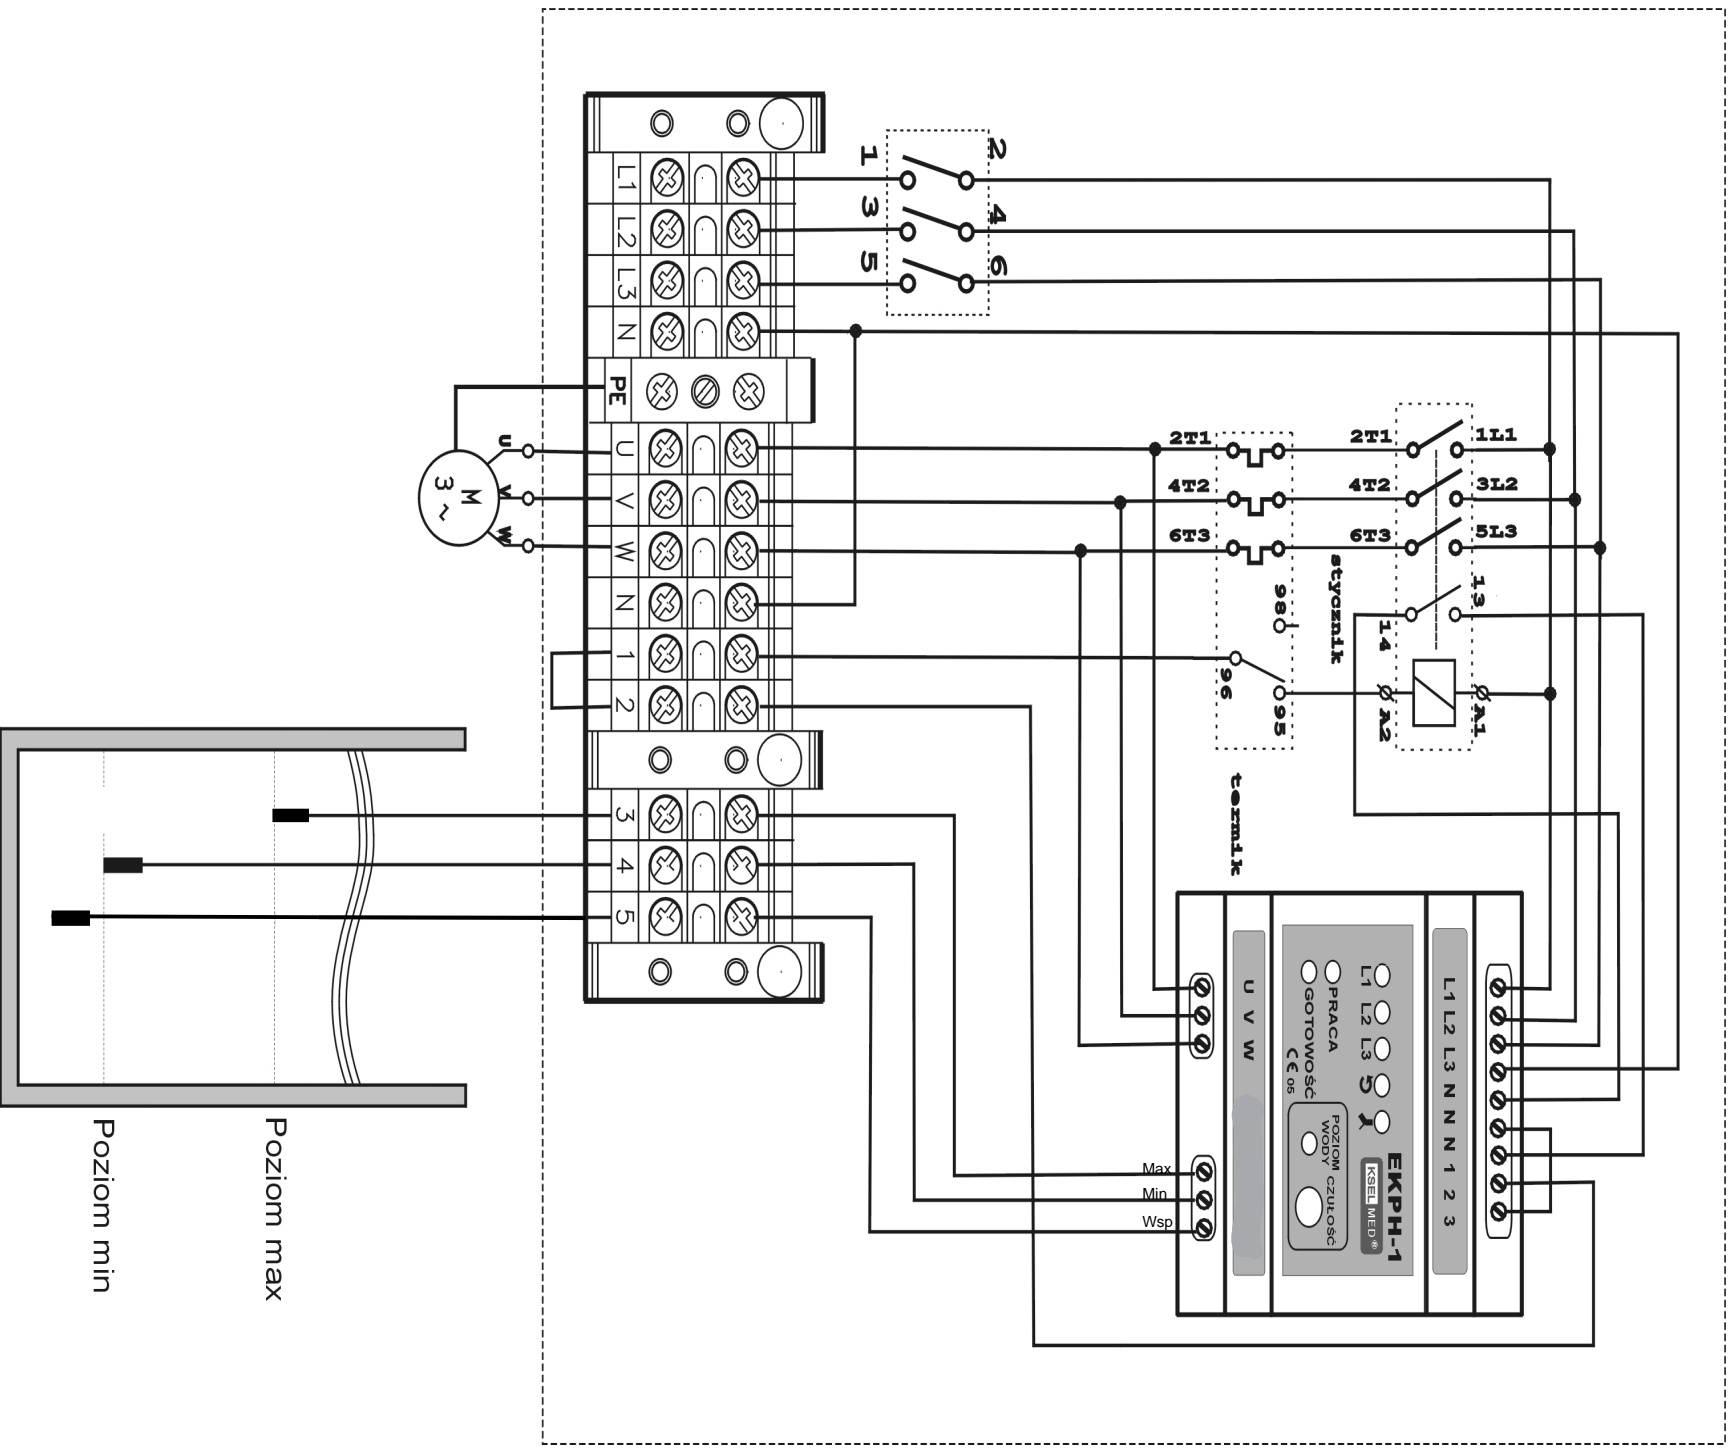 1 2
3 4
5 6
L1
L2
L3
N
PE
U
V
W
N
1
2
3
4
5
U
V
W
M
3 ~
2T1 2T1 1L1
4T2 4T2 3L2
6T3 6T3 5L3
98
96
95
stycznik
13
14
A2
A1
termik
U V W
PRACA
GOTOWOŚĆ
CE 05
L1 L2 L3
POZIOM WODY
CZUŁOŚĆ
EKPH-1
KSEL MED®
L1 L2 L3 N N N 1 2 3
Max
Min
Wsp
Poziom min
Poziom max